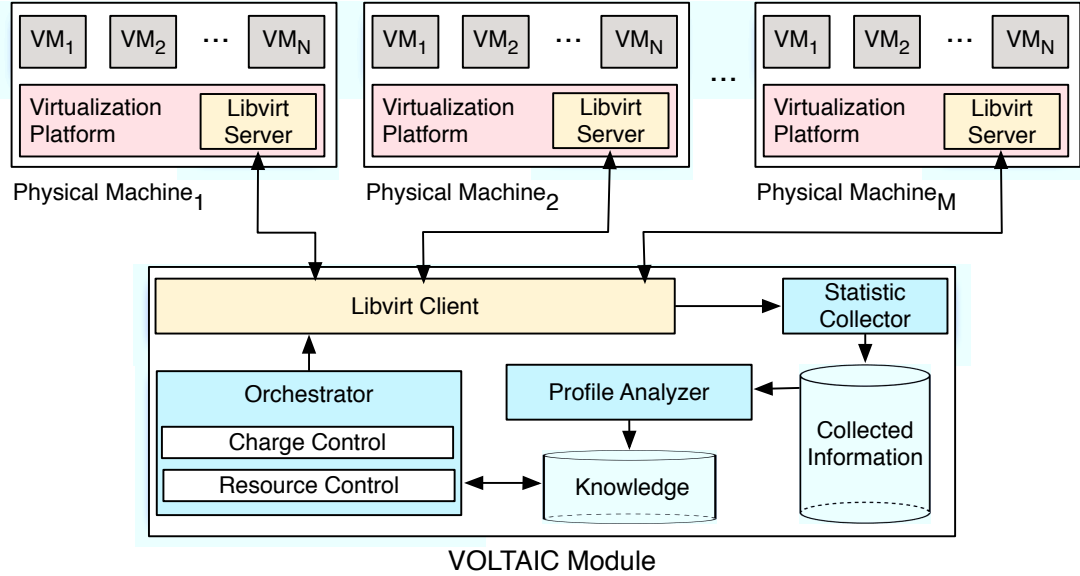 VM1 VM2 ... VMN VM1 VM2 ... VMN VM1 VM2 ... VMN
...
Virtualization Platform
Libvirt Server
Virtualization Platform
Libvirt Server
Virtualization Platform
Libvirt Server
Physical Machine1
Physical Machine2
Physical MachineM
Libvirt Client
Statistic
Collector
Orchestrator
Charge Control
Resource Control
Profile Analyzer
Knowledge
Collected
Information
VOLTAIC Module